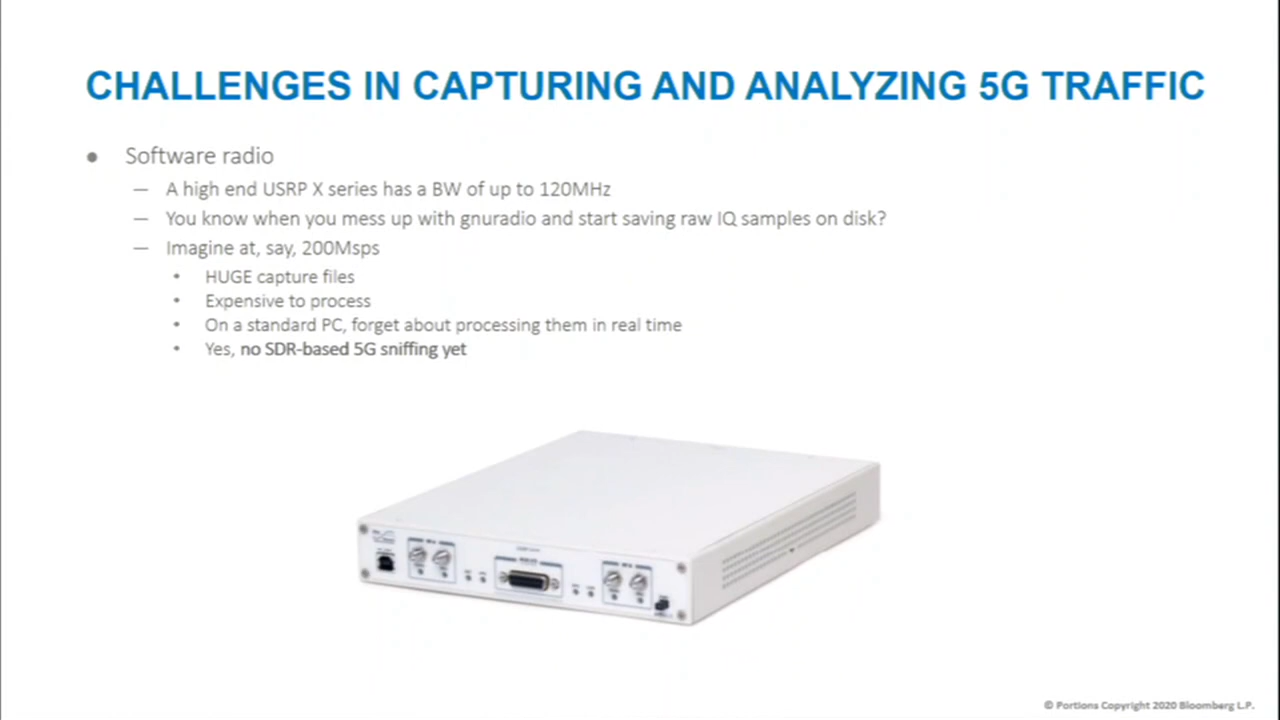 CHALLENGES IN CAPTURING AND ANALYZING 5G TRAFFIC
● Software radio
— A high end USRP X series has a BW of up to 120MHz
— You know when you mess up with gnuradio and start saving raw IQ samples on disk?
— Imagine at, say, 200Msps
• HUGE capture files
• Expensive to process
• On a standard PC, forget about processing them in real time
• Yes, no SDR-based 5G sniffing yet
© Portions Copyright 2020 Bloomberg L.P.